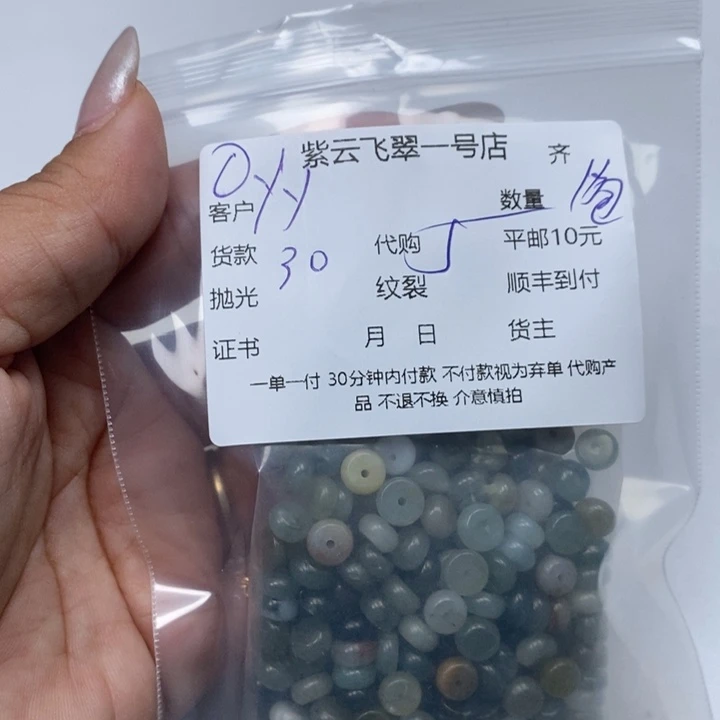 紫云飞翠一号店 齐
客户 Oyy 数量 1包
货款 30 代购 5 平邮10元
抛光 纹裂 顺丰到付
证书 月 日 货主
一单一付 30分钟内付款 不付款视为弃单 代购产
品 不退不换 介意慎拍